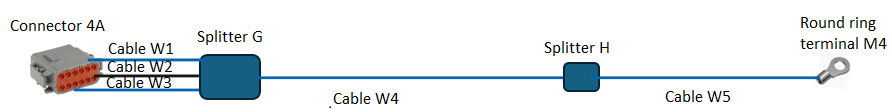 Connector 4A
Cable W1
Cable W2
Cable W3
Splitter G
Cable W4
Splitter H
Cable W5
Round ring
terminal M4